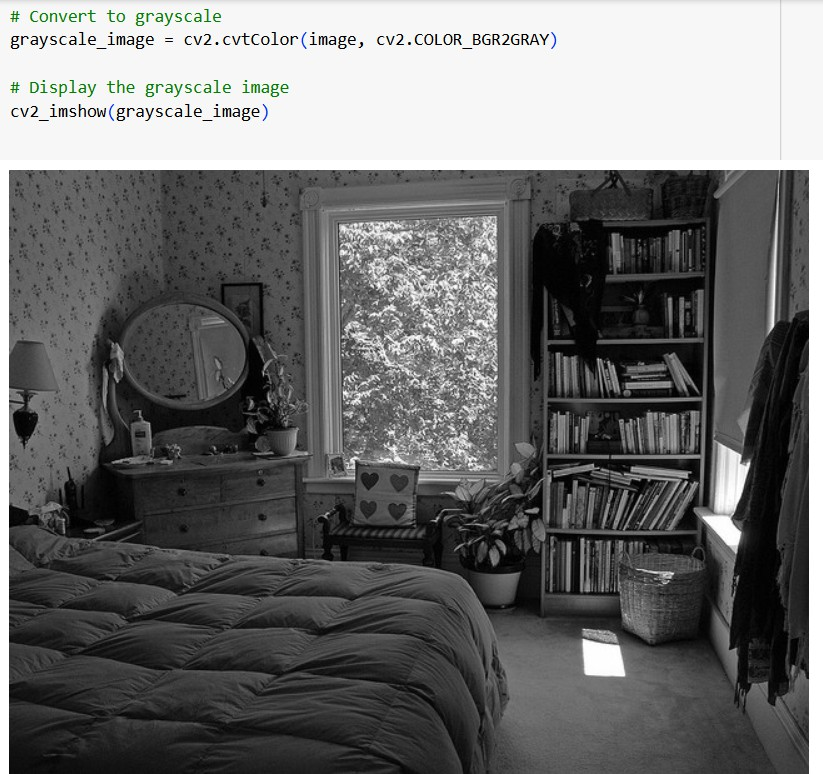 # Convert to grayscale
grayscale_image = cv2.cvtColor(image, cv2.COLOR_BGR2GRAY)
# Display the grayscale image
cv2_imshow(grayscale_image)